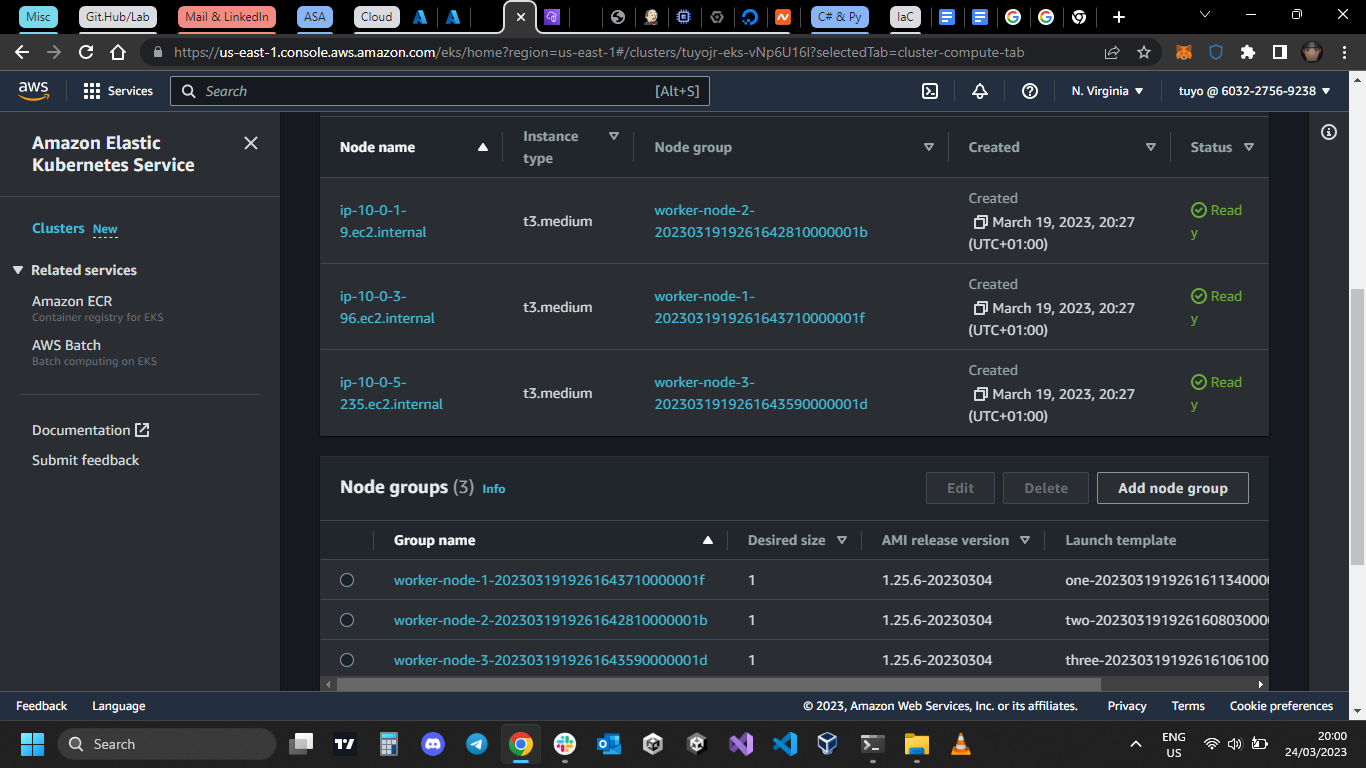 Misc
Git.Hub/Lab
Mail & LinkedIn
ASA
Cloud
C# & Py
IaC
https://us-east-1.console.aws.amazon.com/eks/home?region=us-east-1#/clusters/tuyojr-eks-vNp6U16I?selectedTab=cluster-compute-tab
aws
Services
Search
[Alt+S]
N. Virginia
tuyo @ 6032-2756-9238
Amazon Elastic
Kubernetes Service
Clusters New
Related services
Amazon ECR
Container registry for EKS
AWS Batch
Batch computing on EKS
Documentation
Submit feedback
Node name
Instance
type
Node group
Created
Status
ip-10-0-1-
9.ec2.internal
t3.medium
worker-node-2-
20230319192616428100000001b
Created
March 19, 2023, 20:27
(UTC+01:00)
Read
y
ip-10-0-3-
96.ec2.internal
t3.medium
worker-node-1-
20230319192616437100000001f
Created
March 19, 2023, 20:27
(UTC+01:00)
Read
y
ip-10-0-5-
235.ec2.internal
t3.medium
worker-node-3-
20230319192616435900000001d
Created
March 19, 2023, 20:27
(UTC+01:00)
Read
y
Node groups (3) Info
Edit
Delete
Add node group
Group name
Desired size
AMI release version
Launch template
worker-node-1-20230319192616437100000001f
1
1.25.6-20230304
one-2023031919261611340000
worker-node-2-20230319192616428100000001b
1
1.25.6-20230304
two-202303191926160803000
worker-node-3-20230319192616435900000001d
1
1.25.6-20230304
three-20230319192616106100
Feedback
Language
© 2023, Amazon Web Services, Inc. or its affiliates.
Privacy
Terms
Cookie preferences
Search
ENG
US
20:00
24/03/2023